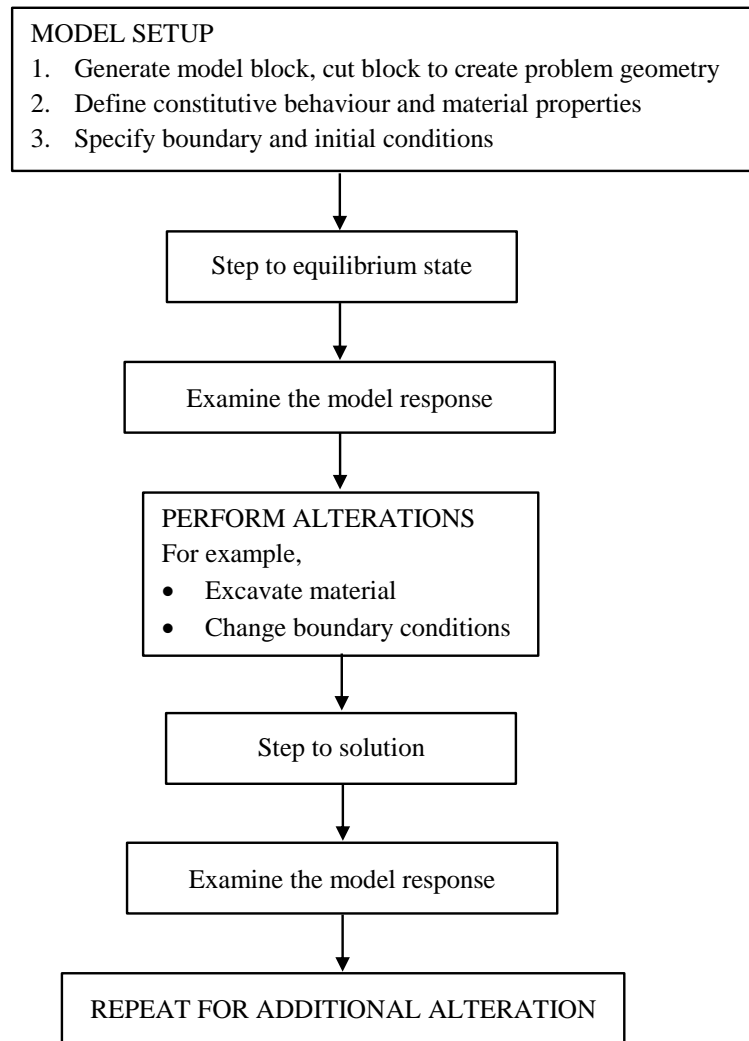 MODEL SETUP
1. Generate model block, cut block to create problem geometry
2. Define constitutive behaviour and material properties
3. Specify boundary and initial conditions
Step to equilibrium state
Examine the model response
PERFORM ALTERATIONS
For example,
• Excavate material
• Change boundary conditions
Step to solution
Examine the model response
REPEAT FOR ADDITIONAL ALTERATION